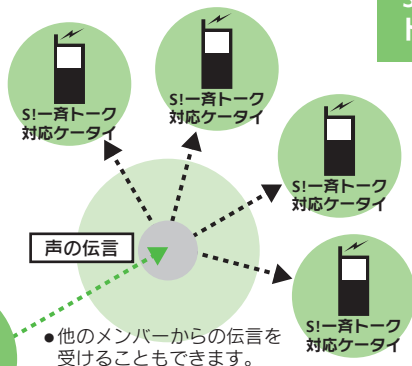 S!一斉トーク
対応ケータイ
S!一斉トーク
対応ケータイ
S!一斉トーク
対応ケータイ
声の伝言
S!一斉トーク
対応ケータイ
●他のメンバーからの伝言を
受けることもできます。